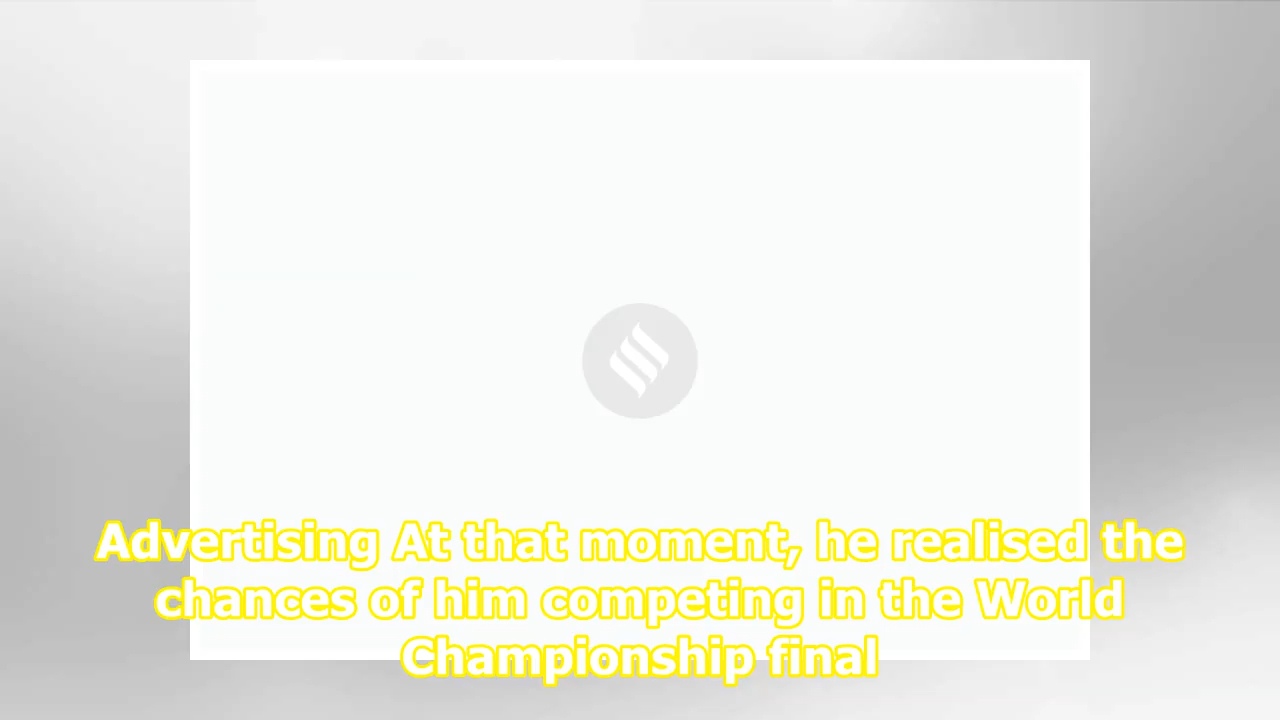 Advertising At that moment, he realised the
chances of him competing in the World
Championship final